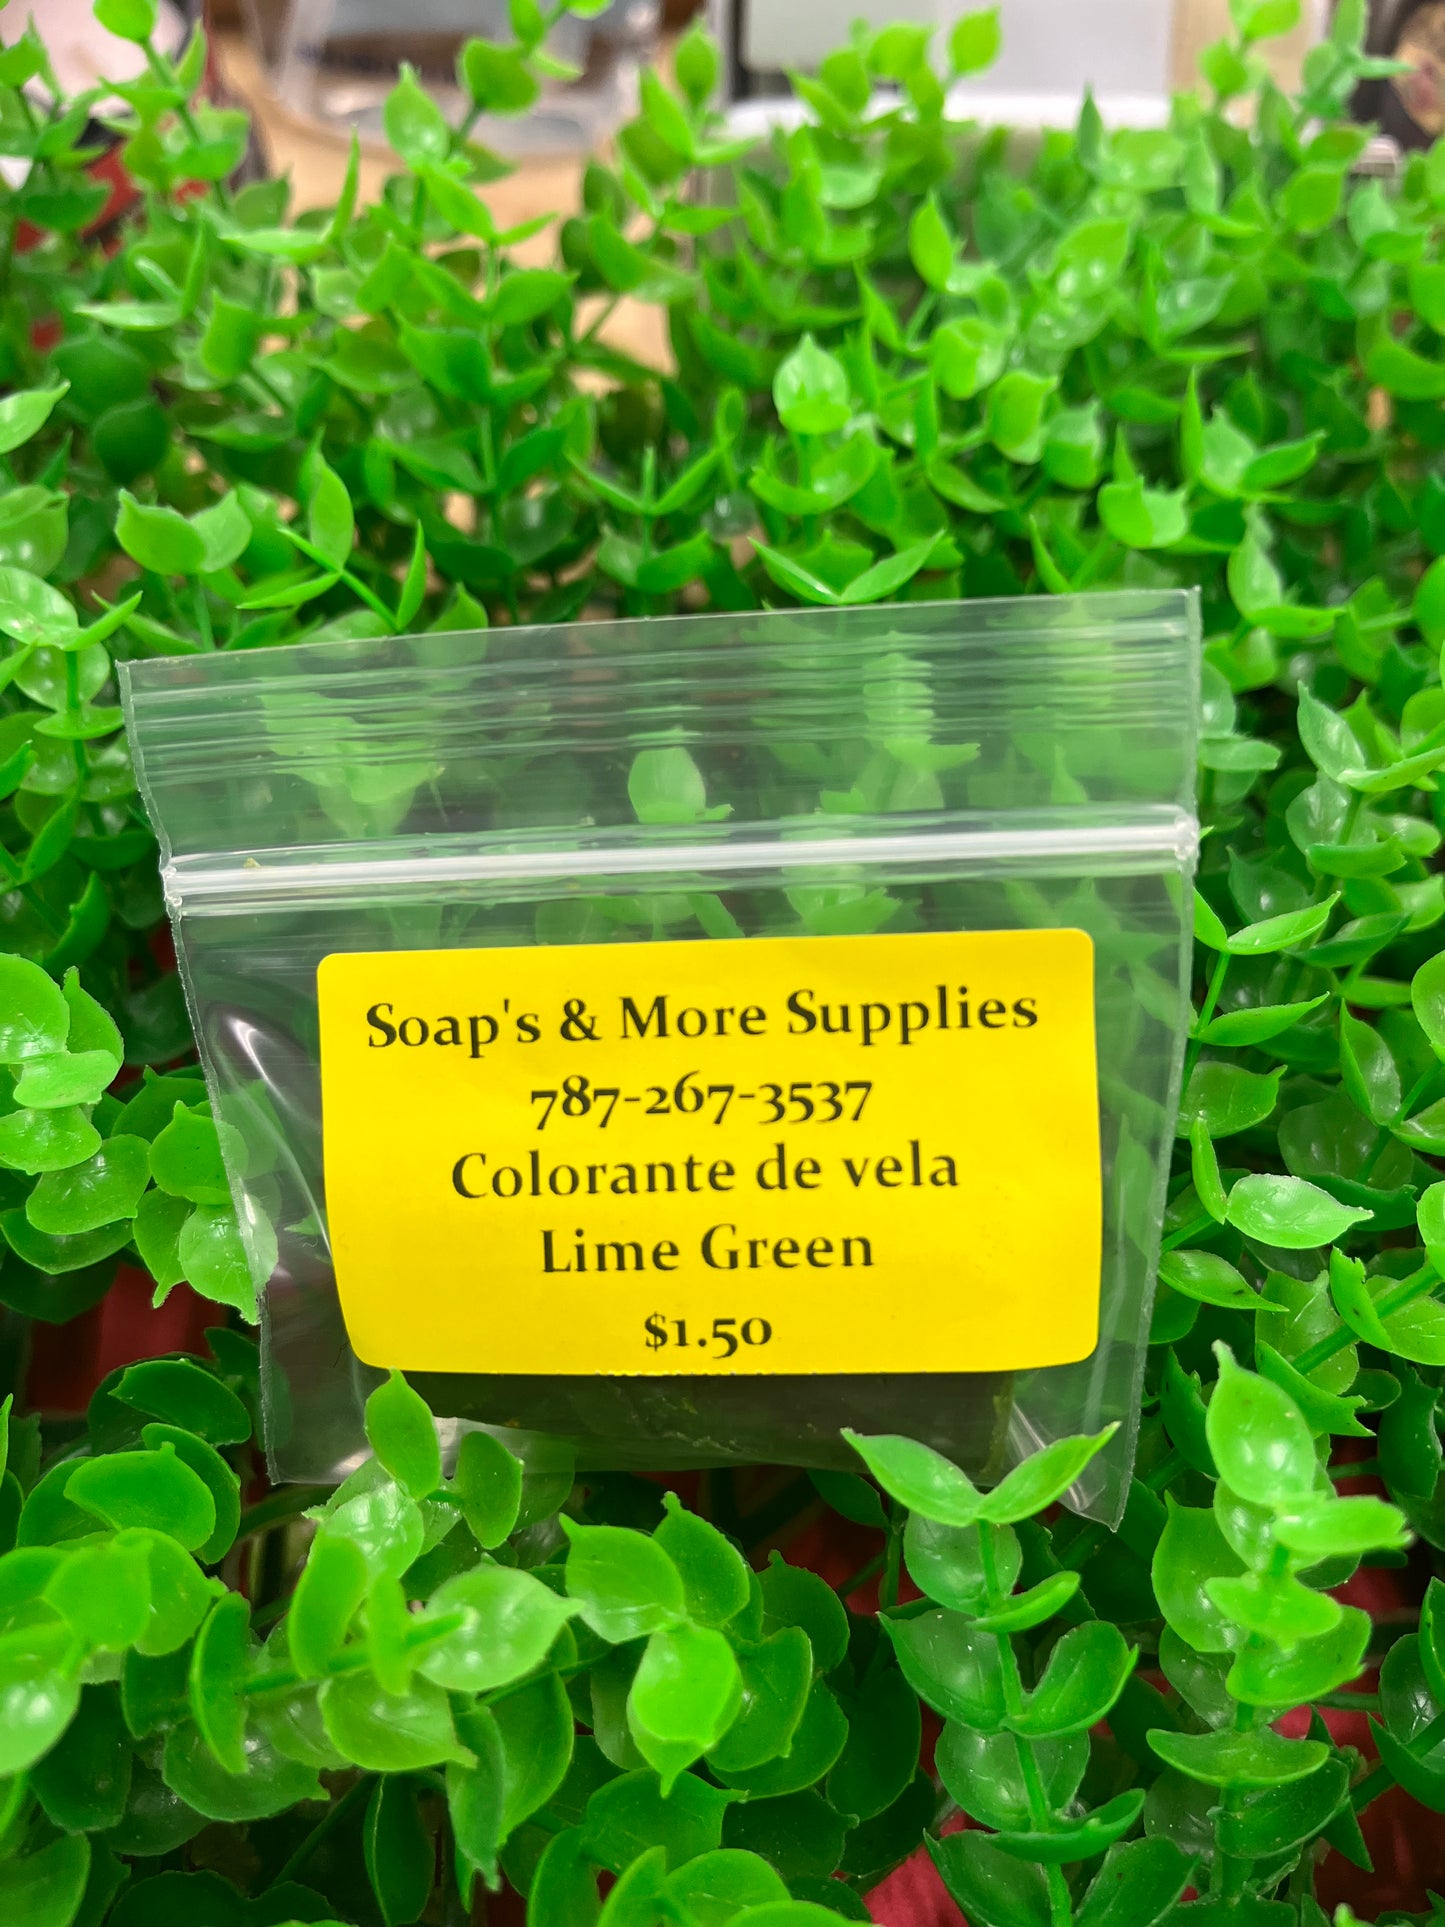 Soap's & More Supplies
787-267-3537
Colorante de vela
Lime Green
$1.50